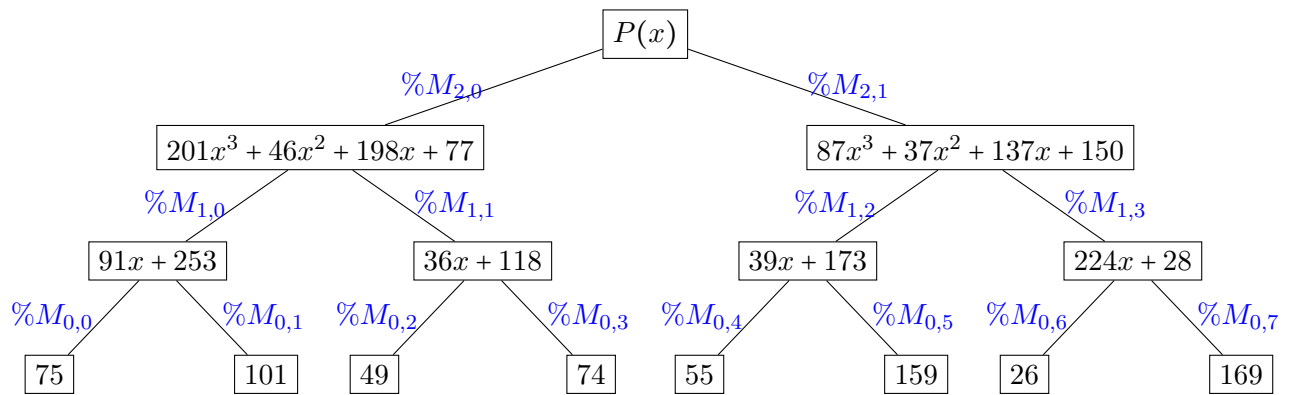 P(x)
%M_{2,0} %M_{2,1}
201x^3 + 46x^2 + 198x + 77 87x^3 + 37x^2 + 137x + 150
%M_{1,0} %M_{1,1} %M_{1,2} %M_{1,3}
91x + 253 36x + 118 39x + 173 224x + 28
%M_{0,0} %M_{0,1} %M_{0,2} %M_{0,3} %M_{0,4} %M_{0,5} %M_{0,6} %M_{0,7}
75 101 49 74 55 159 26 169